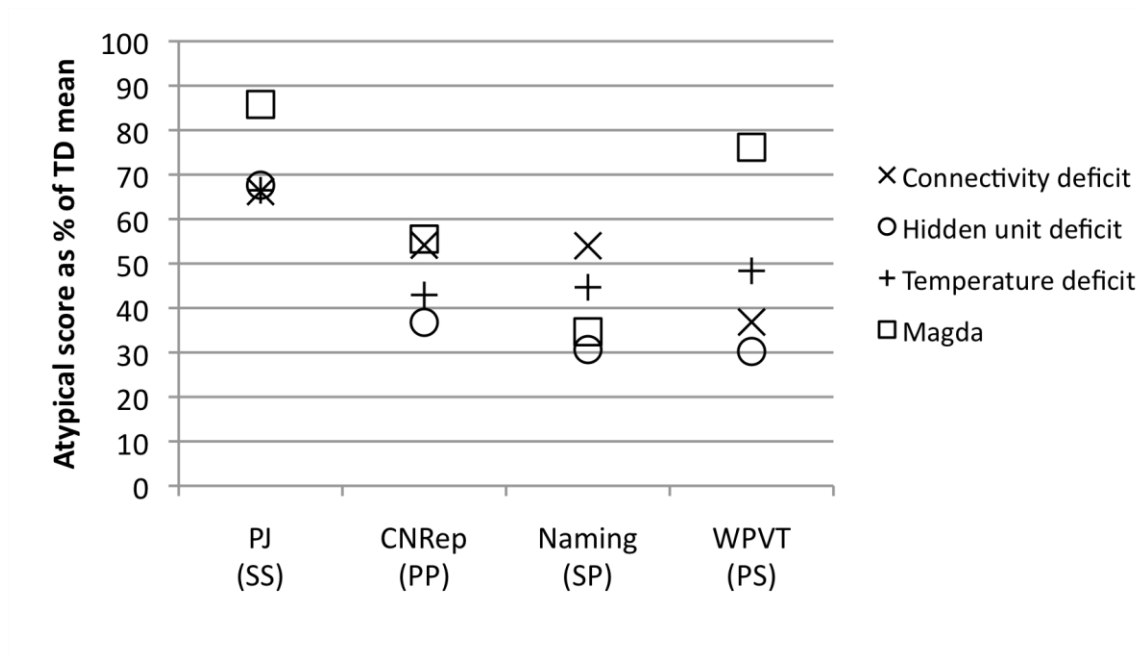 Atypical score as % of TD mean
100
90
80
70
60
50
40
30
20
10
0
PJ
(SS)
CNRep
(PP)
Naming
(SP)
WPVT
(PS)
Connectivity deficit
Hidden unit deficit
Temperature deficit
Magda